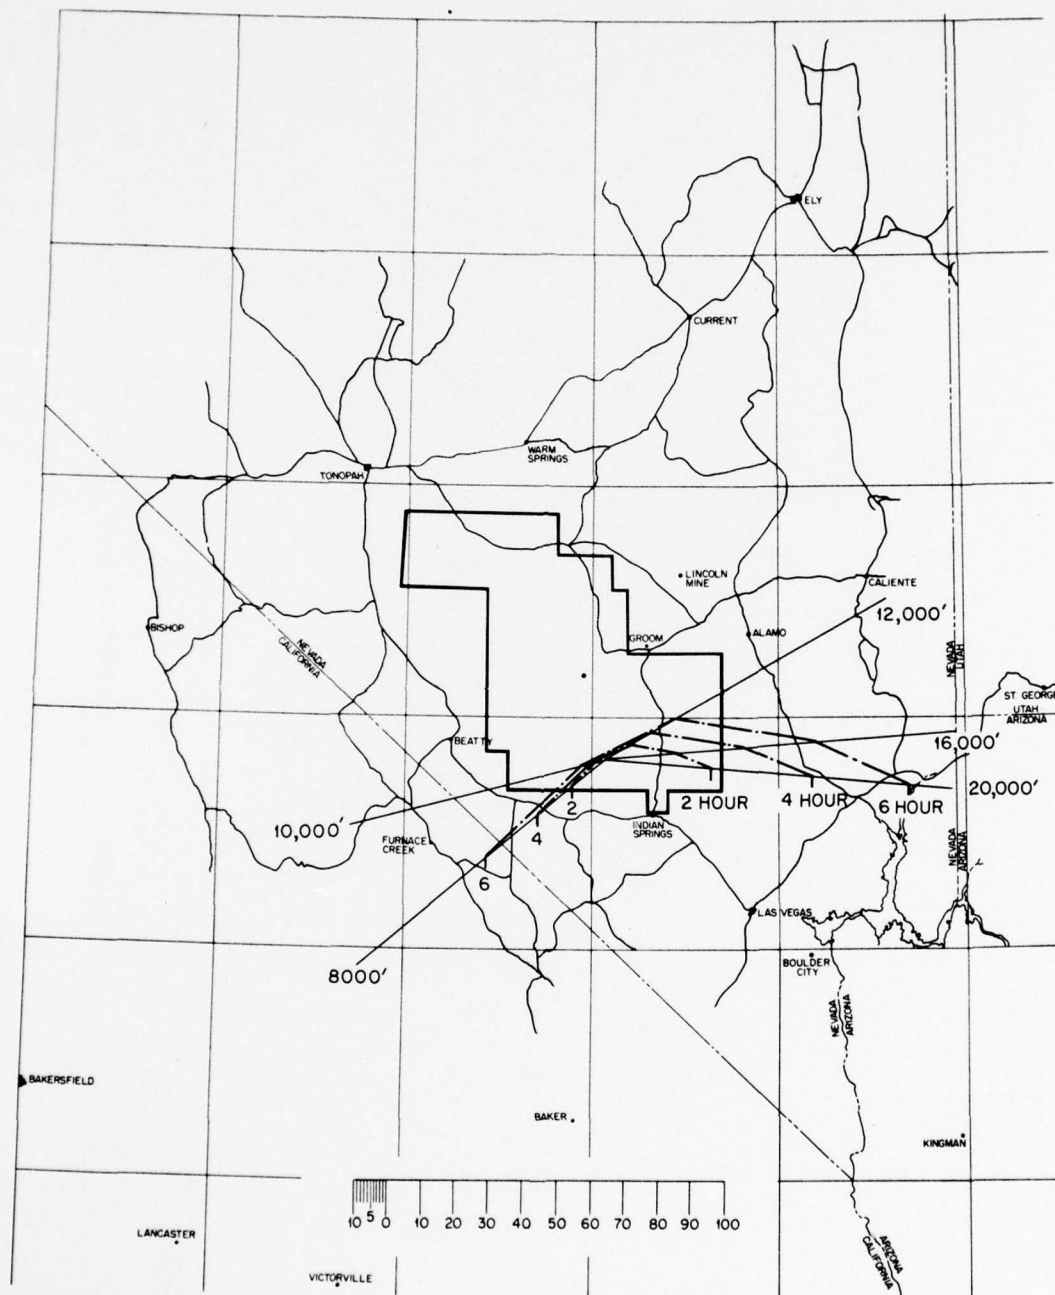 ELY
CURRENT
WARM
SPRINGS
TONOPAH
LINCOLN
MINE
CALIENTE
12,000'
BISHOP
NEVADA
CALIFORNIA
GROOM
ALAMO
NEVADA
UTAH
ST. GEORGE
UTAH
ARIZONA
BEATTY
16,000'
2
2 HOUR
4 HOUR
6 HOUR
20,000'
10,000'
4
FURNACE
CREEK
INDIAN
SPRINGS
NEVADA
ARIZONA
6
LAS VEGAS
8000'
BOULDER
CITY
NEVADA
ARIZONA
BAKERSFIELD
BAKER
KINGMAN
10 5 0 10 20 30 40 50 60 70 80 90 100
LANCASTER
ARIZONA
CALIFORNIA
VICTORVILLE